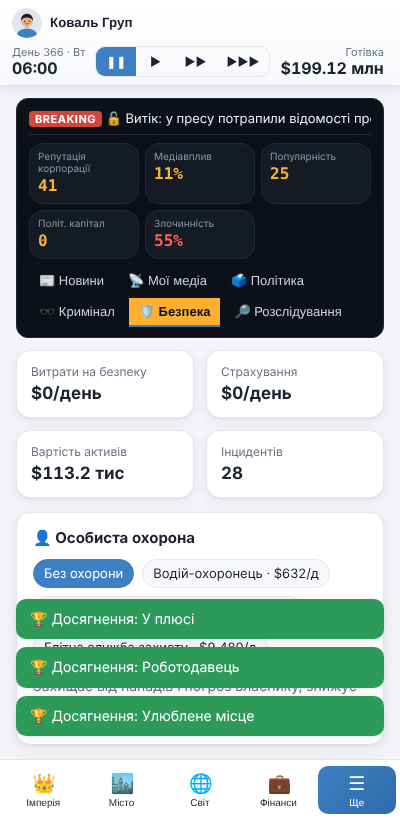 Коваль Груп
День 366 · Вт
06:00
Готівка
$199.12 млн
BREAKING 🔓 Витік: у пресу потрапили відомості
Репутація корпорації
41
Медіавплив
11%
Популярність
25
Політ. капітал
0
Злочинність
55%
📰 Новини 📡 Мої медіа 🗳️ Політика
🕶️ Кримінал 🛡️ Безпека 🔎 Розслідування
Витрати на безпеку
$0/день
Страхування
$0/день
Вартість активів
$113.2 тис
Інцидентів
28
👤 Особиста охорона
Без охорони Водій-охоронець · $632/д
🏆 Досягнення: У плюсі
🏆 Досягнення: Роботодавець
🏆 Досягнення: Улюблене місце
Імперія Місто Світ Фінанси Ще